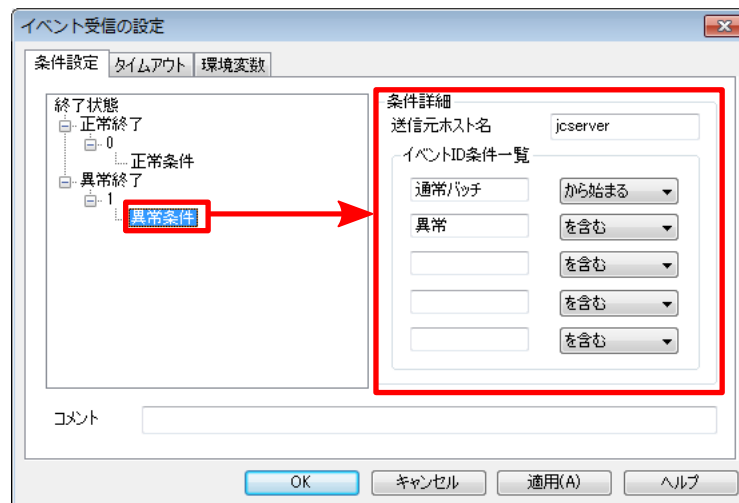 イベント受信の設定
条件設定 タイムアウト 環境変数
終了状態
正常終了
0
正常条件
異常終了
1
異常条件
条件詳細
送信元ホスト名 jcserver
イベントID条件一覧
通常バッチ から始まる
異常 を含む
を含む
を含む
を含む
コメント
OK キャンセル 適用(A) ヘルプ